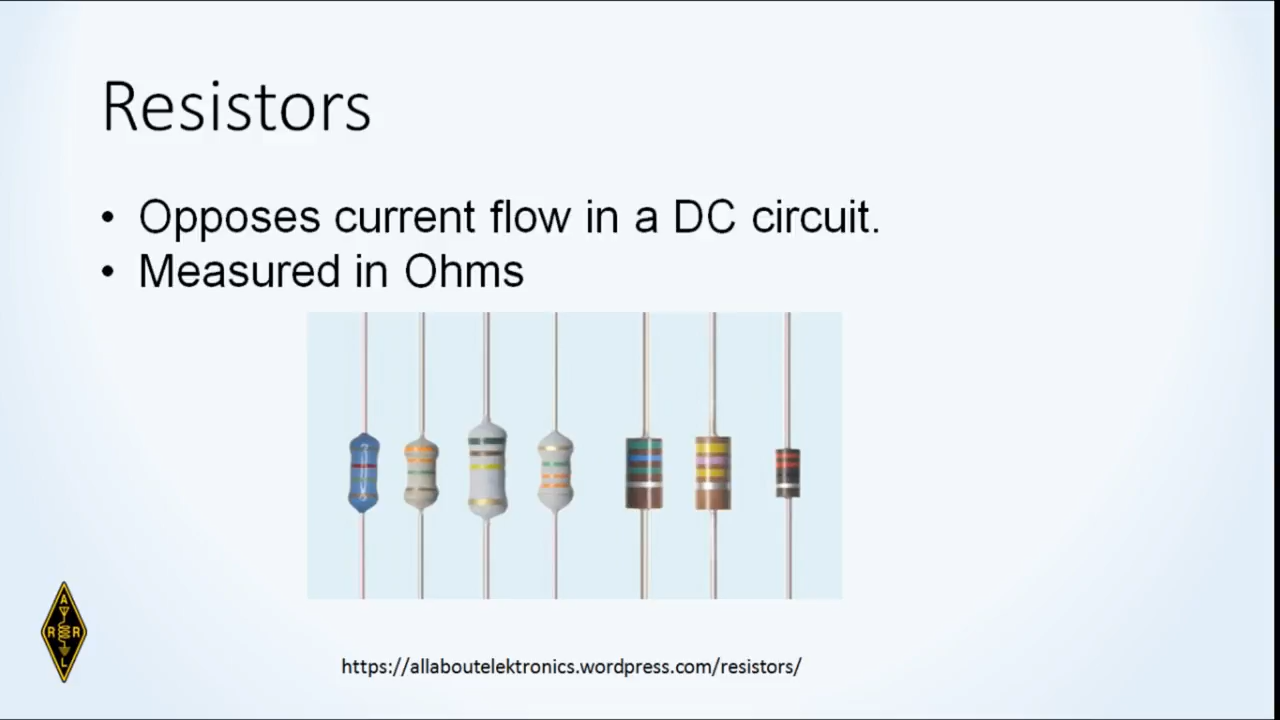 Resistors
• Opposes current flow in a DC circuit.
• Measured in Ohms
A
R R
L
https://allaboutelektronics.wordpress.com/resistors/